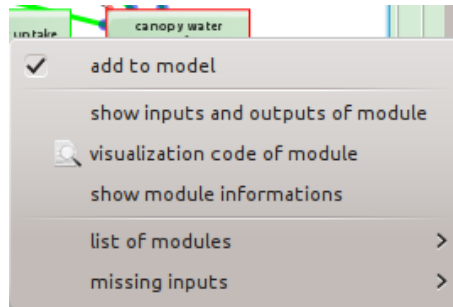 uptake
canopy water
add to model
show inputs and outputs of module
visualization code of module
show module informations
list of modules
missing inputs